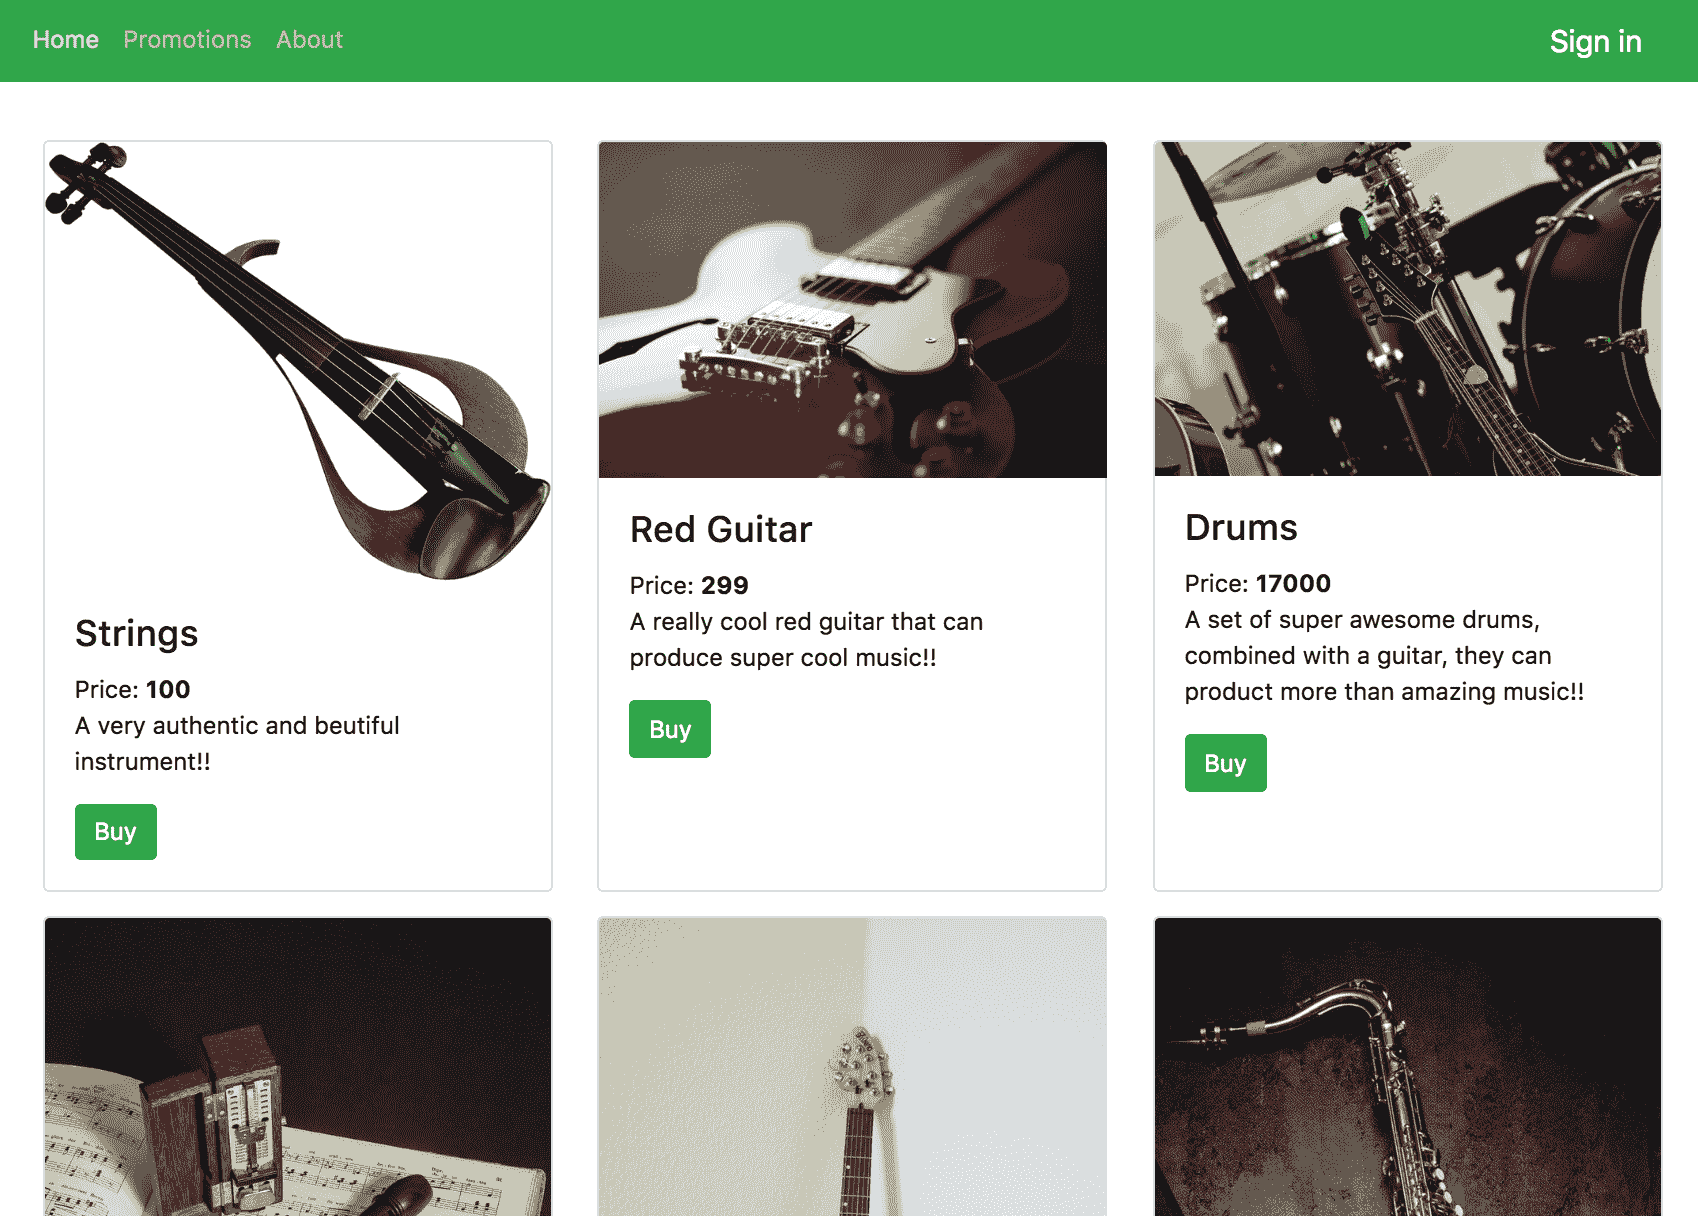 Home Promotions About Sign in
Strings
Price: 100
A very authentic and beutiful
instrument!!
Buy
Red Guitar
Price: 299
A really cool red guitar that can
produce super cool music!!
Buy
Drums
Price: 17000
A set of super awesome drums,
combined with a guitar, they can
product more than amazing music!!
Buy